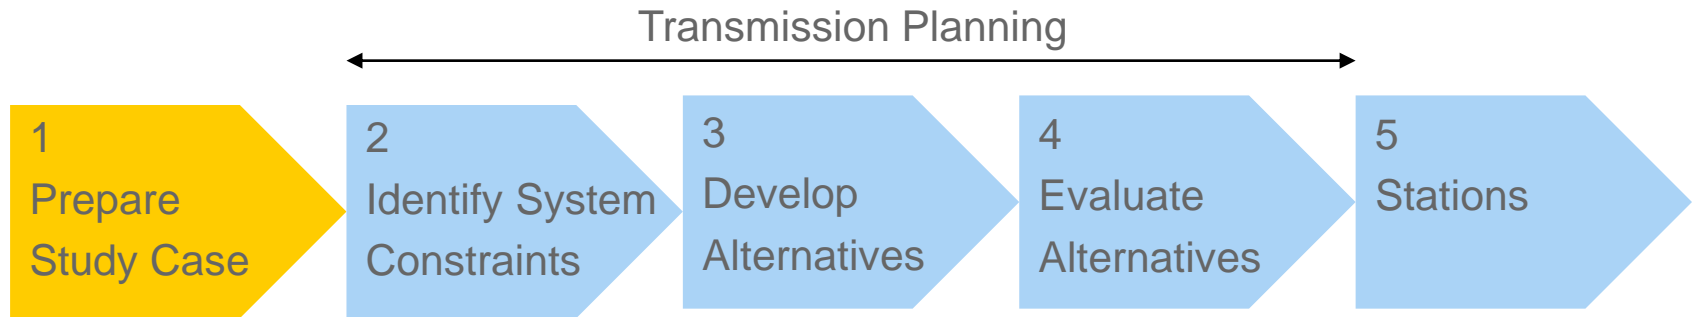 Transmission Planning
1
Prepare
Study Case
2
Identify System
Constraints
3
Develop
Alternatives
4
Evaluate
Alternatives
5
Stations